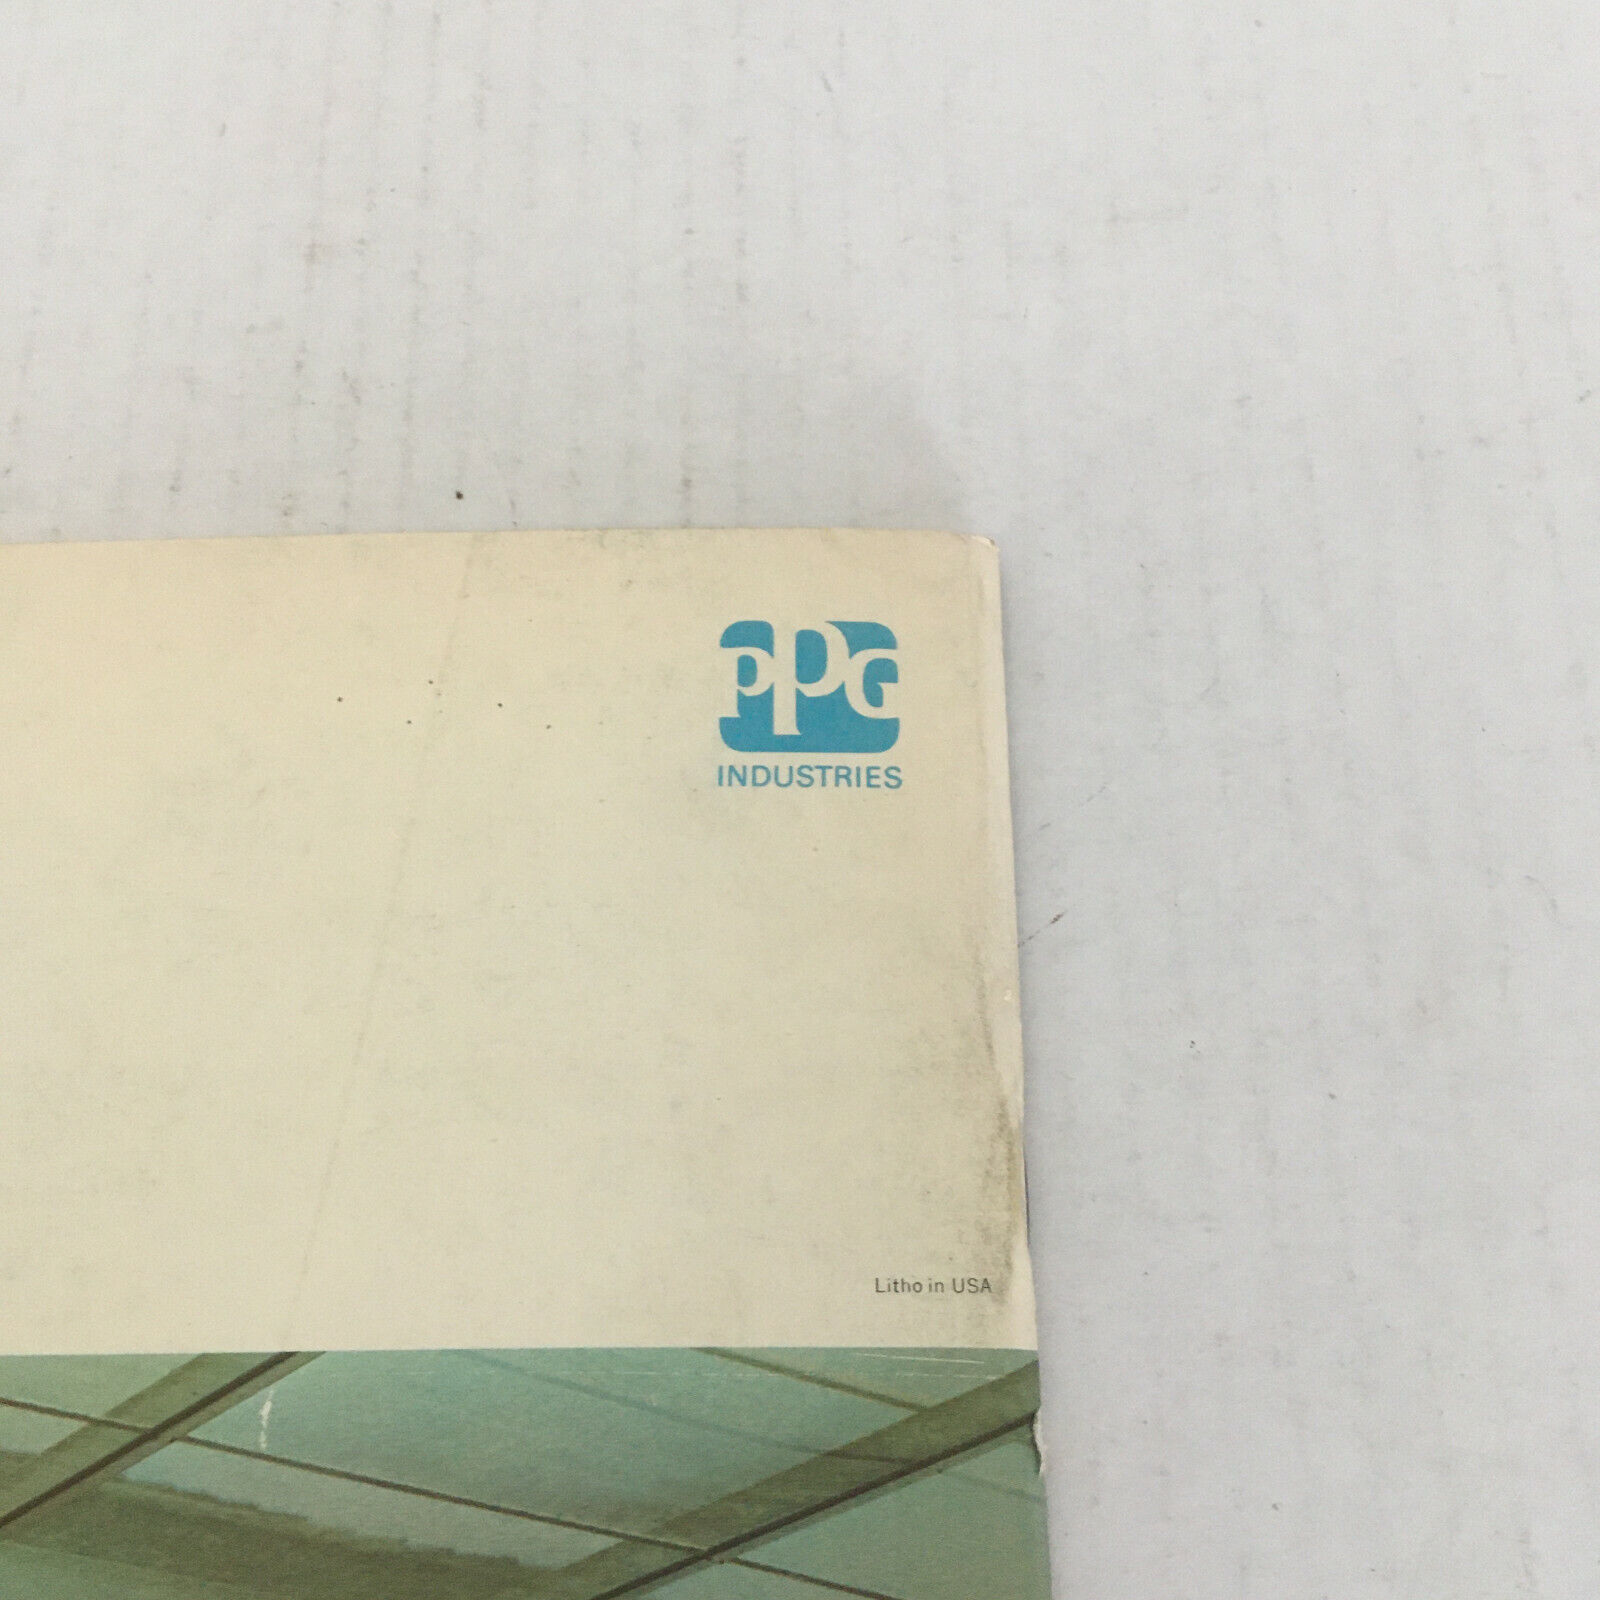 PPG
INDUSTRIES
Litho in USA